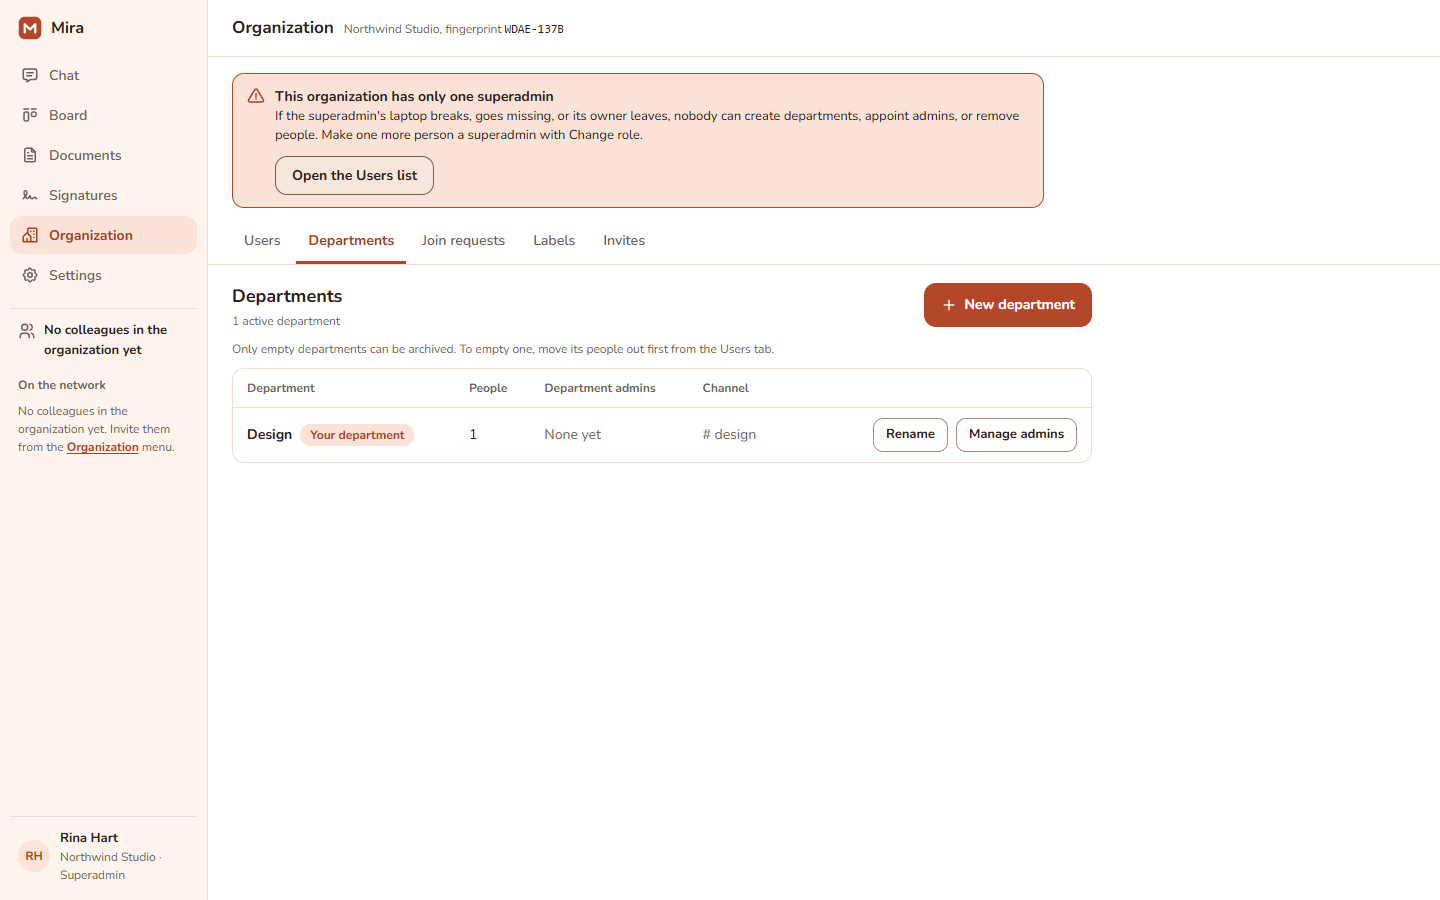 Mira
Chat
Board
Documents
Signatures
Organization
Settings
No colleagues in the
organization yet
On the network
No colleagues in the
organization yet. Invite them
from the Organization menu.
RH
Rina Hart
Northwind Studio ·
Superadmin
Organization Northwind Studio, fingerprint WDAE-137B
This organization has only one superadmin
If the superadmin's laptop breaks, goes missing, or its owner leaves, nobody can create departments, appoint admins, or remove
people. Make one more person a superadmin with Change role.
Open the Users list
Users Departments Join requests Labels Invites
Departments
1 active department
+ New department
Only empty departments can be archived. To empty one, move its people out first from the Users tab.
Department People Department admins Channel
Design Your department 1 None yet # design Rename Manage admins